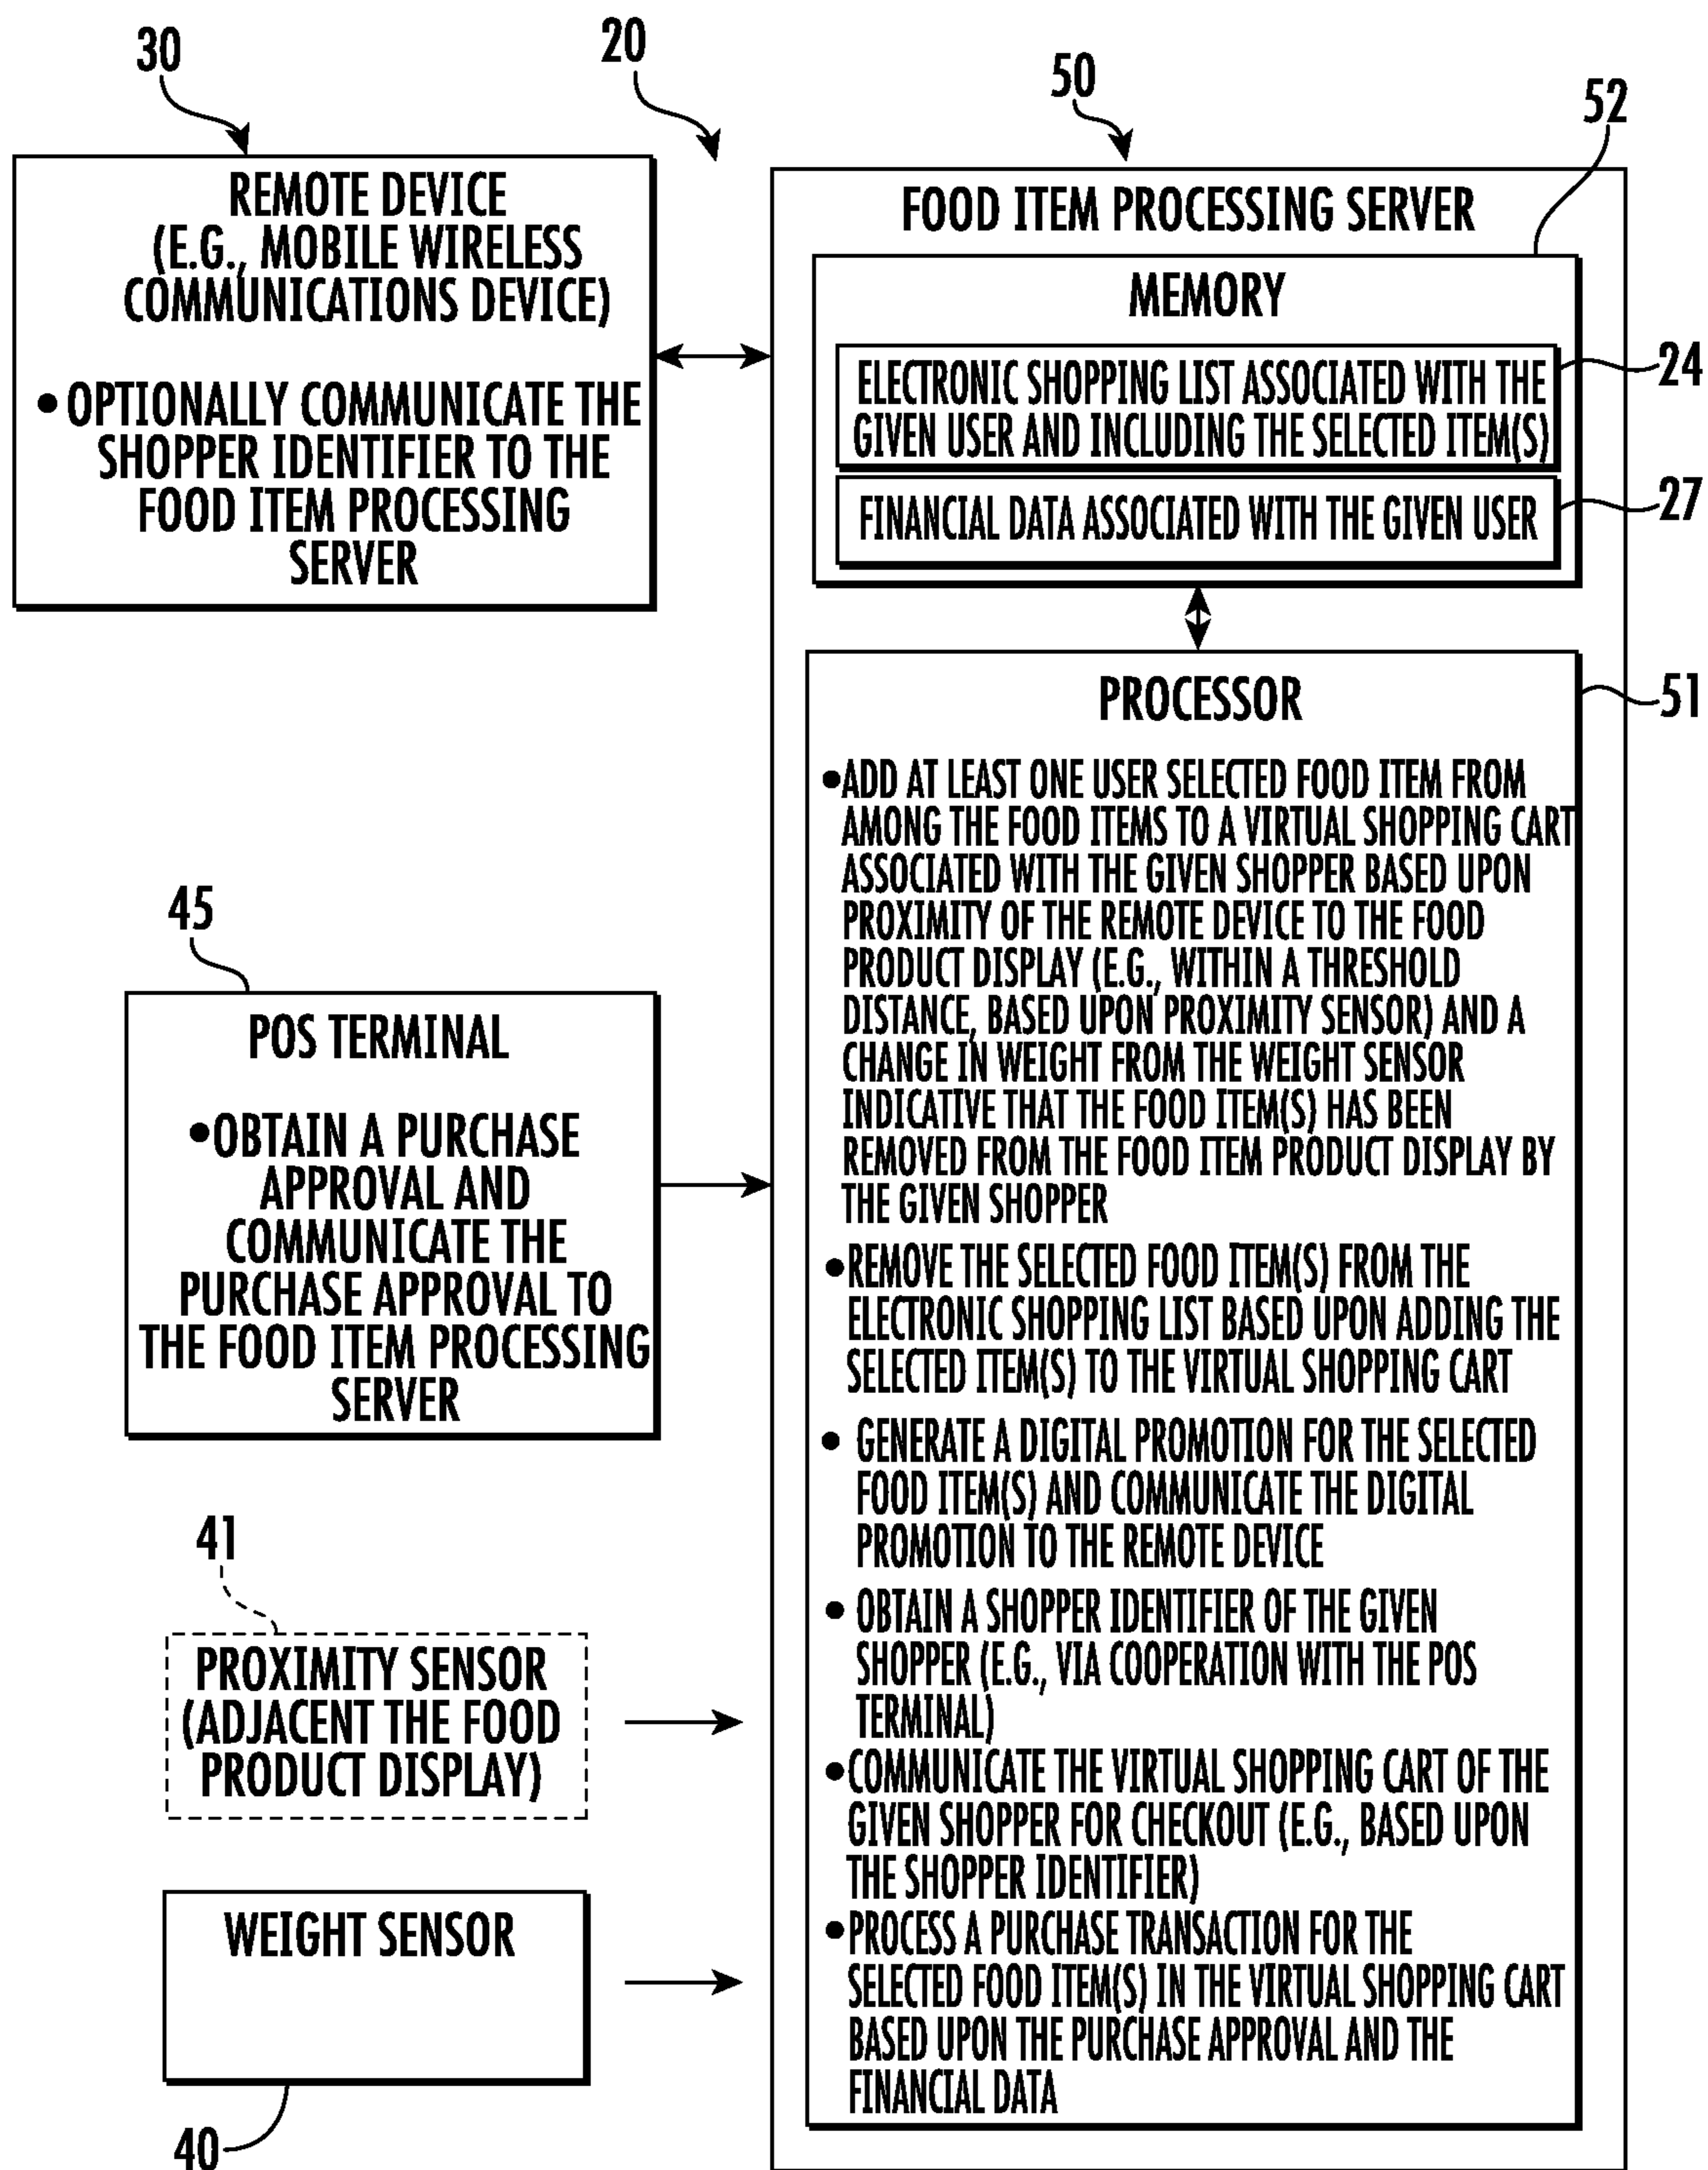 30
20
50
52
REMOTE DEVICE
(E.G., MOBILE WIRELESS
COMMUNICATIONS DEVICE)
• OPTIONALLY COMMUNICATE THE
SHOPPER IDENTIFIER TO THE
FOOD ITEM PROCESSING
SERVER
FOOD ITEM PROCESSING SERVER
MEMORY
ELECTRONIC SHOPPING LIST ASSOCIATED WITH THE
GIVEN USER AND INCLUDING THE SELECTED ITEM(S)
24
FINANCIAL DATA ASSOCIATED WITH THE GIVEN USER
27
PROCESSOR
51
• ADD AT LEAST ONE USER SELECTED FOOD ITEM FROM
AMONG THE FOOD ITEMS TO A VIRTUAL SHOPPING CART
ASSOCIATED WITH THE GIVEN SHOPPER BASED UPON
PROXIMITY OF THE REMOTE DEVICE TO THE FOOD
PRODUCT DISPLAY (E.G., WITHIN A THRESHOLD
DISTANCE, BASED UPON PROXIMITY SENSOR) AND A
CHANGE IN WEIGHT FROM THE WEIGHT SENSOR
INDICATIVE THAT THE FOOD ITEM(S) HAS BEEN
REMOVED FROM THE FOOD ITEM PRODUCT DISPLAY BY
THE GIVEN SHOPPER
• REMOVE THE SELECTED FOOD ITEM(S) FROM THE
ELECTRONIC SHOPPING LIST BASED UPON ADDING THE
SELECTED ITEM(S) TO THE VIRTUAL SHOPPING CART
• GENERATE A DIGITAL PROMOTION FOR THE SELECTED
FOOD ITEM(S) AND COMMUNICATE THE DIGITAL
PROMOTION TO THE REMOTE DEVICE
• OBTAIN A SHOPPER IDENTIFIER OF THE GIVEN
SHOPPER (E.G., VIA COOPERATION WITH THE POS
TERMINAL)
• COMMUNICATE THE VIRTUAL SHOPPING CART OF THE
GIVEN SHOPPER FOR CHECKOUT (E.G., BASED UPON
THE SHOPPER IDENTIFIER)
• PROCESS A PURCHASE TRANSACTION FOR THE
SELECTED FOOD ITEM(S) IN THE VIRTUAL SHOPPING CART
BASED UPON THE PURCHASE APPROVAL AND THE
FINANCIAL DATA
45
POS TERMINAL
• OBTAIN A PURCHASE
APPROVAL AND
COMMUNICATE THE
PURCHASE APPROVAL TO
THE FOOD ITEM PROCESSING
SERVER
41
PROXIMITY SENSOR
(ADJACENT THE FOOD
PRODUCT DISPLAY)
WEIGHT SENSOR
40